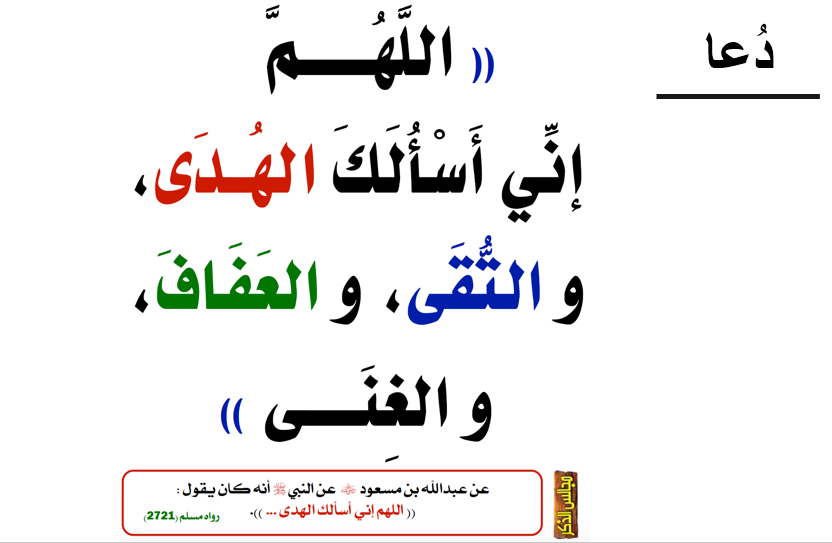 دُعا
(( اللَّهُـــمَّ
إنِّي أَسْأُلَكَ الهُـدَى،
و التُّقَى، و العَفَافَ،
و الغِنَـــى ))
عن عبدالله بن مسعود ﷺ عن النبي ﷺ أنه كان يقول :
(( اللهم إني أسألك الهدى ... )).
رواه مسلم (2721)
مجالس الذكر